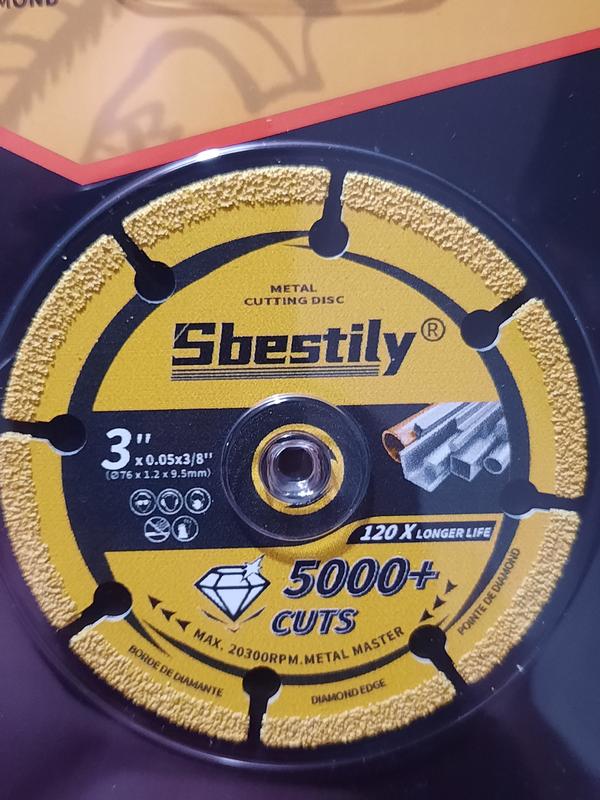 MOND
METAL
CUTTING DISC
Sbestily®
3"
x 0.05x3/8"
(Ø76 x 1.2 x 9.5mm)
120 X LONGER LIFE
5000+
CUTS
MAX. 20300RPM.METAL MASTER
BORDE DE DIAMANTE
DIAMOND EDGE
POINTE DE DIAMOND